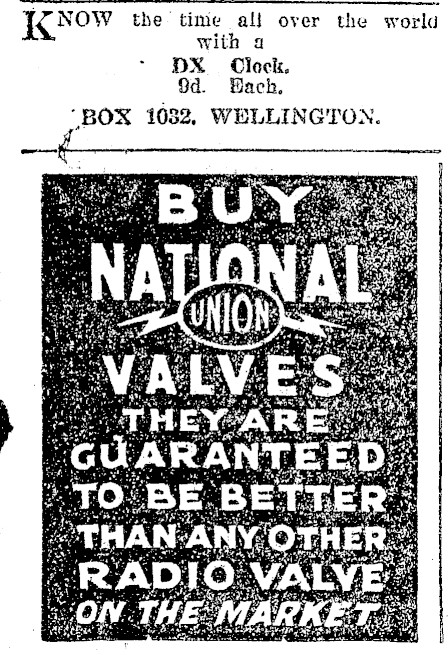 KNOW the time all over the world
with a
DX Clock.
9d. Each.
BOX 1032, WELLINGTON.
BUY
NATIONAL
UNION
VALVES
THEY ARE
GUARANTEED
TO BE BETTER
THAN ANY OTHER
RADIO VALVE
ON THE MARKET